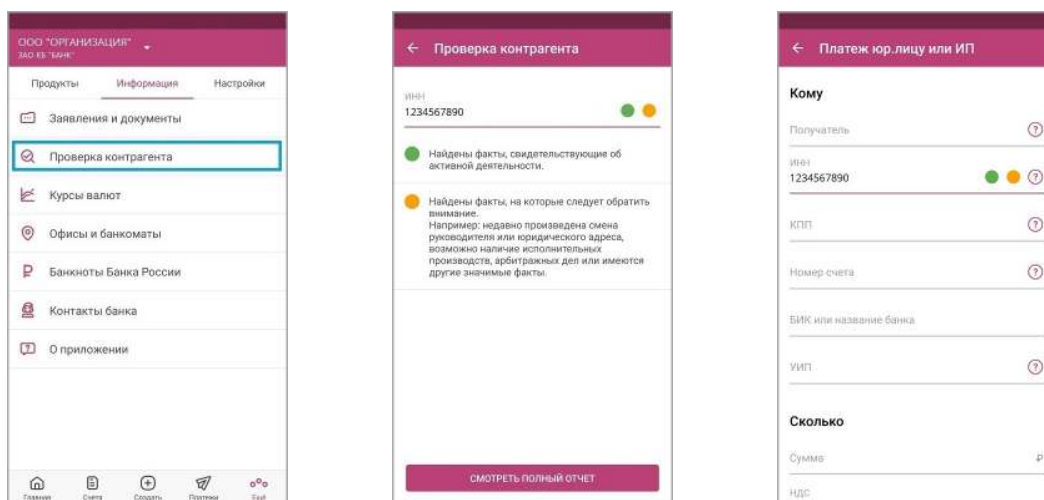 ООО "ОРГАНИЗАЦИЯ"
ЗАО КБ "БАНК"
Продукты Информация Настройки
Заявления и документы
Проверка контрагента
Курсы валют
Офисы и банкоматы
Банкноты Банка России
Контакты банка
О приложении
Главная Счета Создать Платежи Ещё
Проверка контрагента
ИНН
1234567890
Найдены факты, свидетельствующие об
активной деятельности.
Найдены факты, на которые следует обратить
внимание.
Например: недавно произведена смена
руководителя или юридического адреса,
возможно наличие исполнительных
производств, арбитражных дел или имеются
другие значимые факты.
СМОТРЕТЬ ПОЛНЫЙ ОТЧЕТ
Платеж юр.лицу или ИП
Кому
Получатель ?
ИНН
1234567890 ?
КПП ?
Номер счета ?
БИК или название банка
УИП ?
Сколько
Сумма ₽
НДС